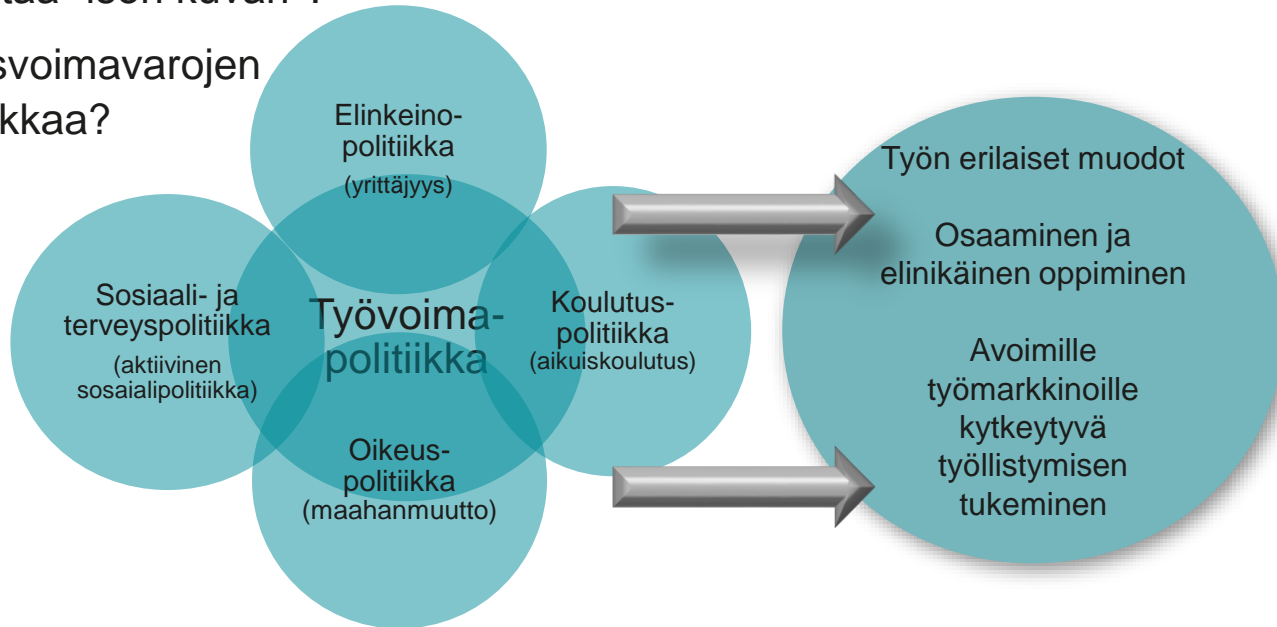 svoimavarojen
kkaa?
Elinkeino-
politiikka
(yrittäjyys)
Sosiaali- ja
terveyspolitiikka
(aktiivinen
sosaialipolitiikka)
Työvoima-
politiikka
Koulutus-
politiikka
(aikuiskoulutus)
Oikeus-
politiikka
(maahanmuutto)
Työn erilaiset muodot
Osaaminen ja
elinikäinen oppiminen
Avoimille
työmarkkinoille
kytkeytyvä
työllistymisen
tukeminen